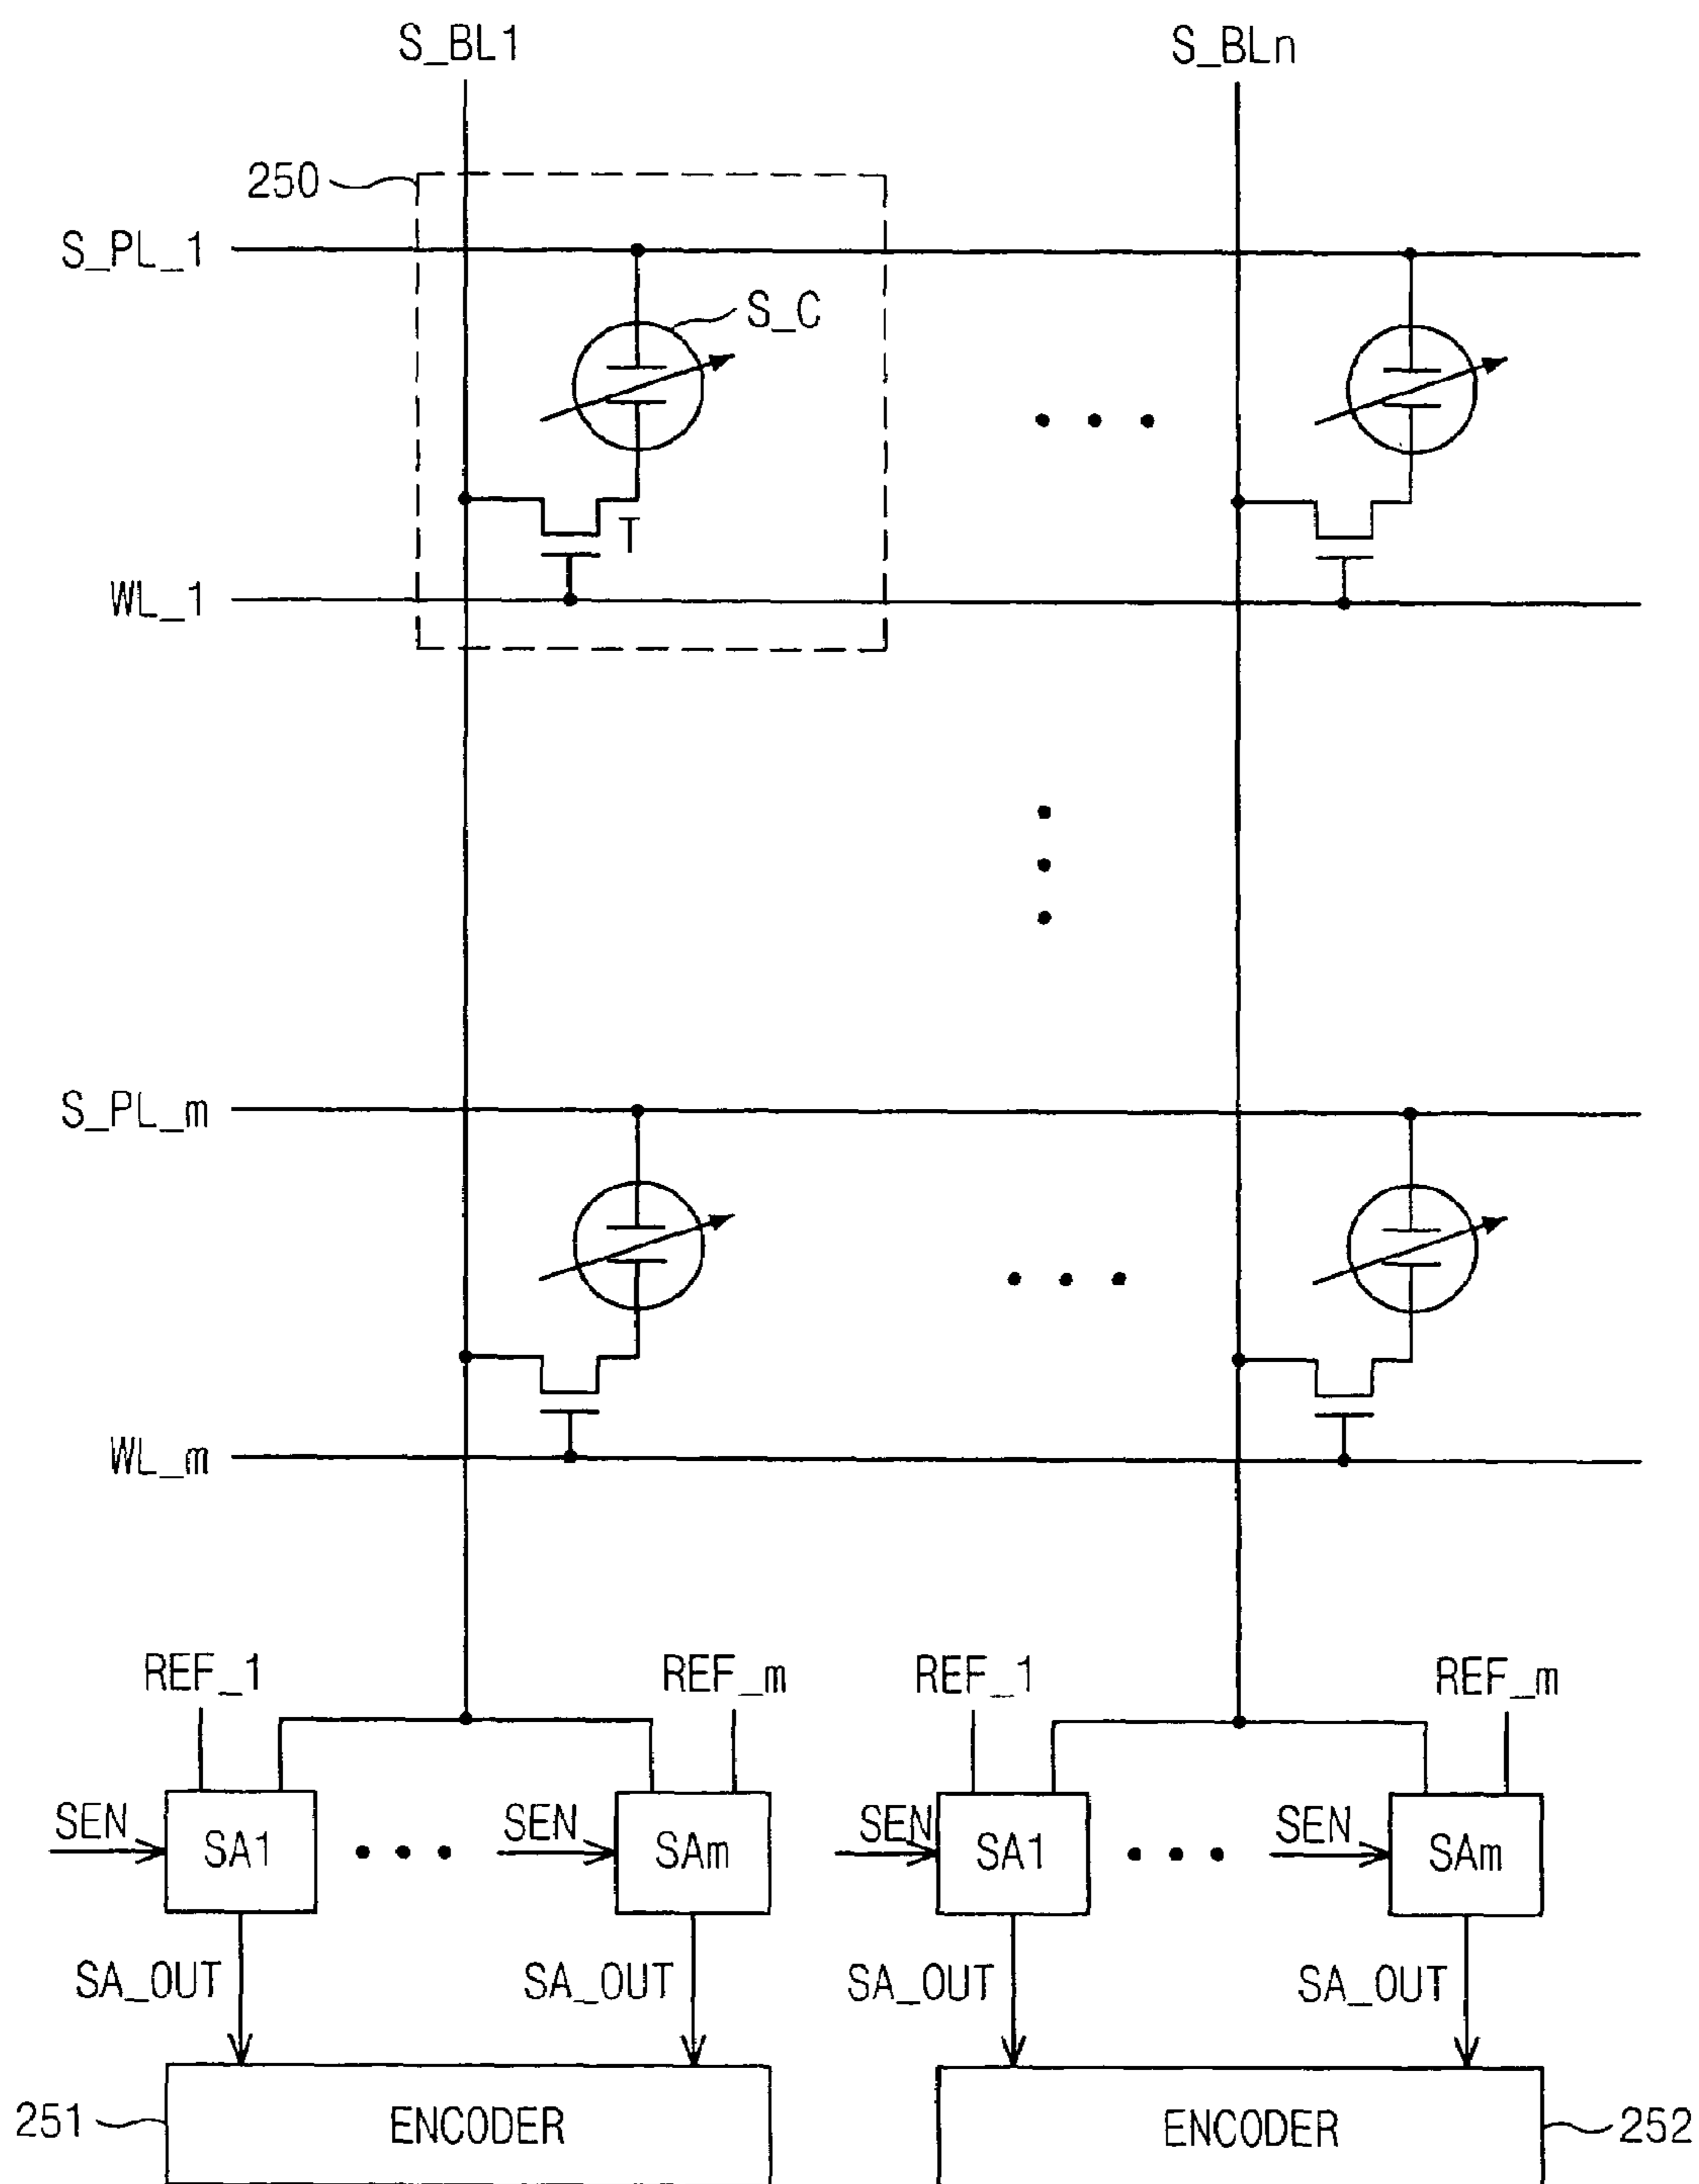 S_BL1 S_BLn
250
S_PL_1
S_C
T
WL_1
S_PL_m
WL_m
REF_1 REF_m REF_1 REF_m
SEN SA1 SEN SAm SEN SA1 SEN SAm
SA_OUT SA_OUT SA_OUT SA_OUT
251 ENCODER ENCODER 252